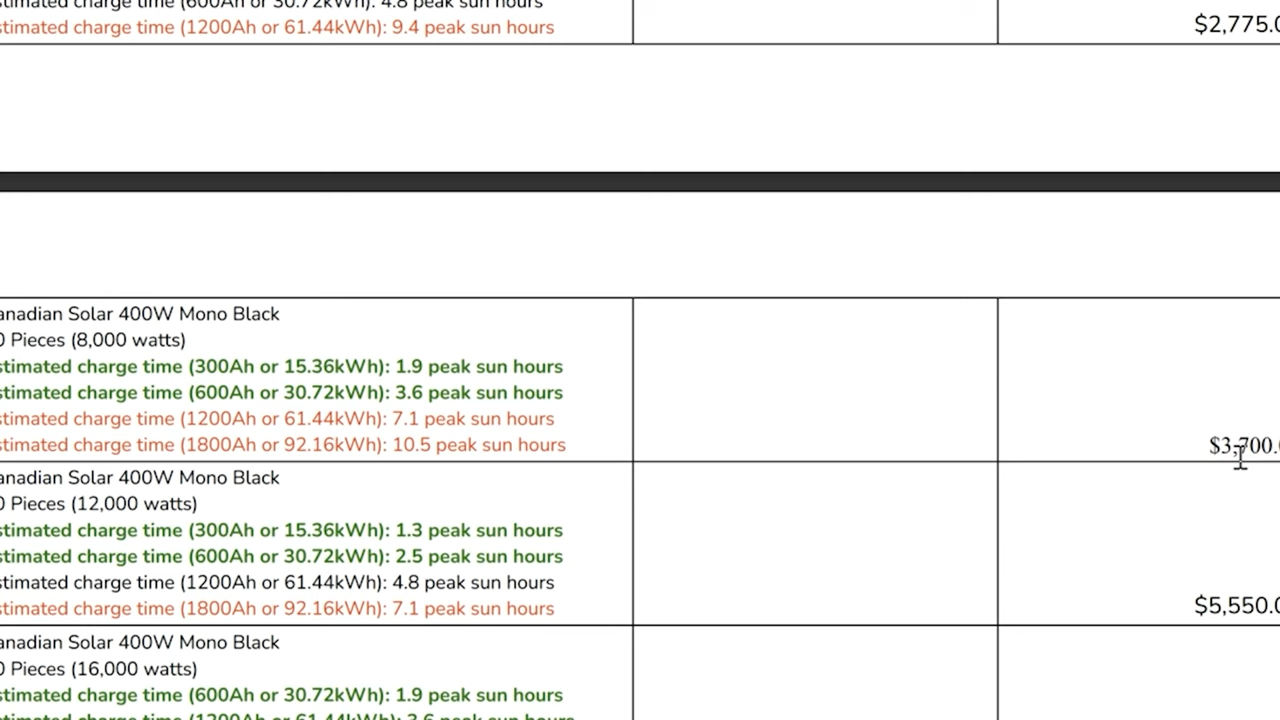 stimated charge time (600Ah or 30.72kWh): 4.8 peak sun hours
stimated charge time (1200Ah or 61.44kWh): 9.4 peak sun hours
$2,775.0
anadian Solar 400W Mono Black
0 Pieces (8,000 watts)
stimated charge time (300Ah or 15.36kWh): 1.9 peak sun hours
stimated charge time (600Ah or 30.72kWh): 3.6 peak sun hours
stimated charge time (1200Ah or 61.44kWh): 7.1 peak sun hours
stimated charge time (1800Ah or 92.16kWh): 10.5 peak sun hours
$3,700.0
anadian Solar 400W Mono Black
0 Pieces (12,000 watts)
stimated charge time (300Ah or 15.36kWh): 1.3 peak sun hours
stimated charge time (600Ah or 30.72kWh): 2.5 peak sun hours
stimated charge time (1200Ah or 61.44kWh): 4.8 peak sun hours
stimated charge time (1800Ah or 92.16kWh): 7.1 peak sun hours
$5,550.0
anadian Solar 400W Mono Black
0 Pieces (16,000 watts)
stimated charge time (600Ah or 30.72kWh): 1.9 peak sun hours
stimated charge time (1200Ah or 61.44kWh): 3.6 peak sun hours